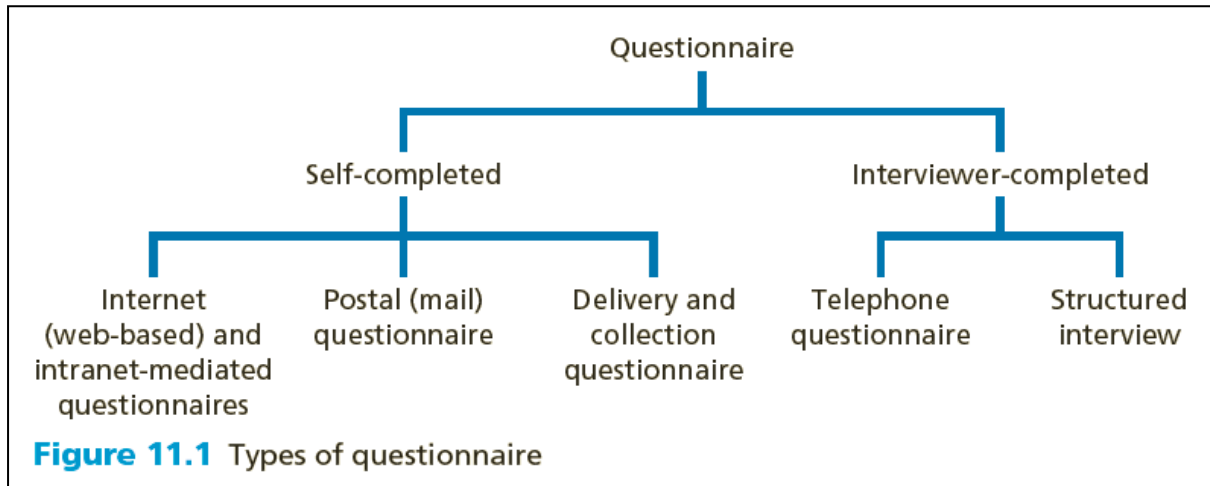 Questionnaire
Self-completed
Interviewer-completed
Internet
(web-based) and
intranet-mediated
questionnaires
Postal (mail)
questionnaire
Delivery and
collection
questionnaire
Telephone
questionnaire
Structured
interview
Figure 11.1 Types of questionnaire